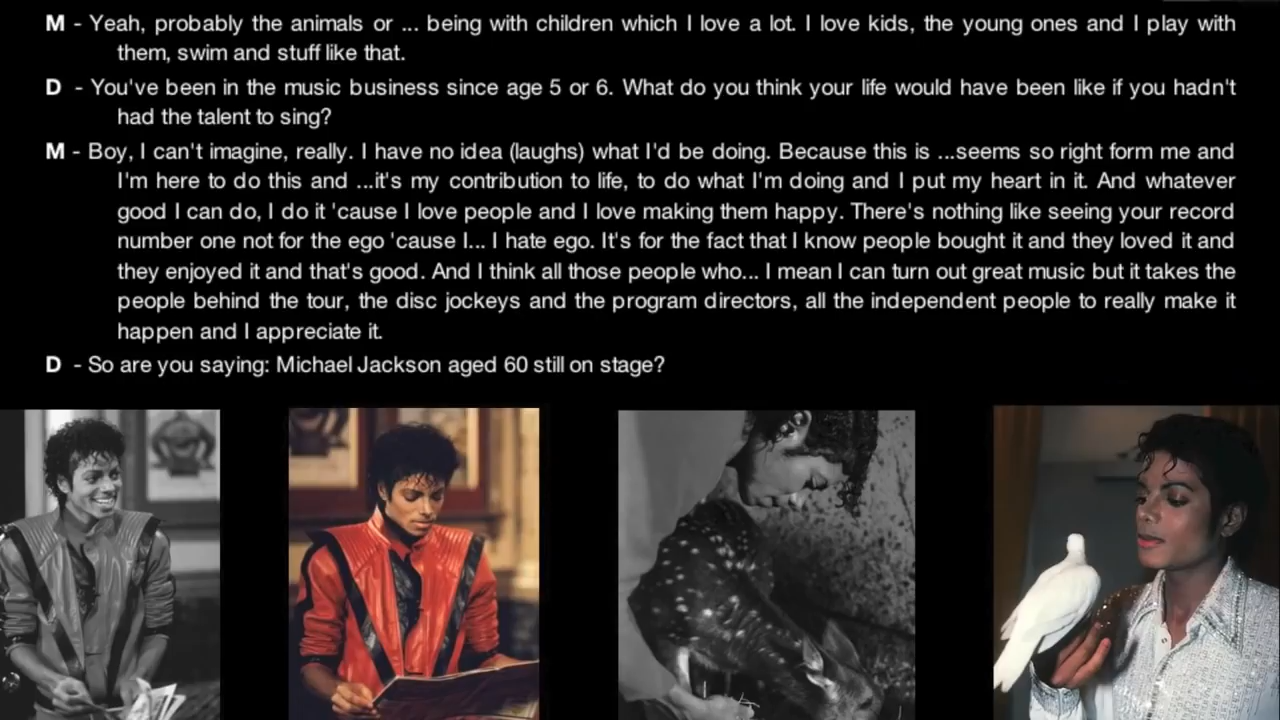 M - Yeah, probably the animals or ... being with children which I love a lot. I love kids, the young ones and I play with
them, swim and stuff like that.
D - You've been in the music business since age 5 or 6. What do you think your life would have been like if you hadn't
had the talent to sing?
M - Boy, I can't imagine, really. I have no idea (laughs) what I'd be doing. Because this is ...seems so right form me and
I'm here to do this and ...it's my contribution to life, to do what I'm doing and I put my heart in it. And whatever
good I can do, I do it 'cause I love people and I love making them happy. There's nothing like seeing your record
number one not for the ego 'cause I... I hate ego. It's for the fact that I know people bought it and they loved it and
they enjoyed it and that's good. And I think all those people who... I mean I can turn out great music but it takes the
people behind the tour, the disc jockeys and the program directors, all the independent people to really make it
happen and I appreciate it.
D - So are you saying: Michael Jackson aged 60 still on stage?